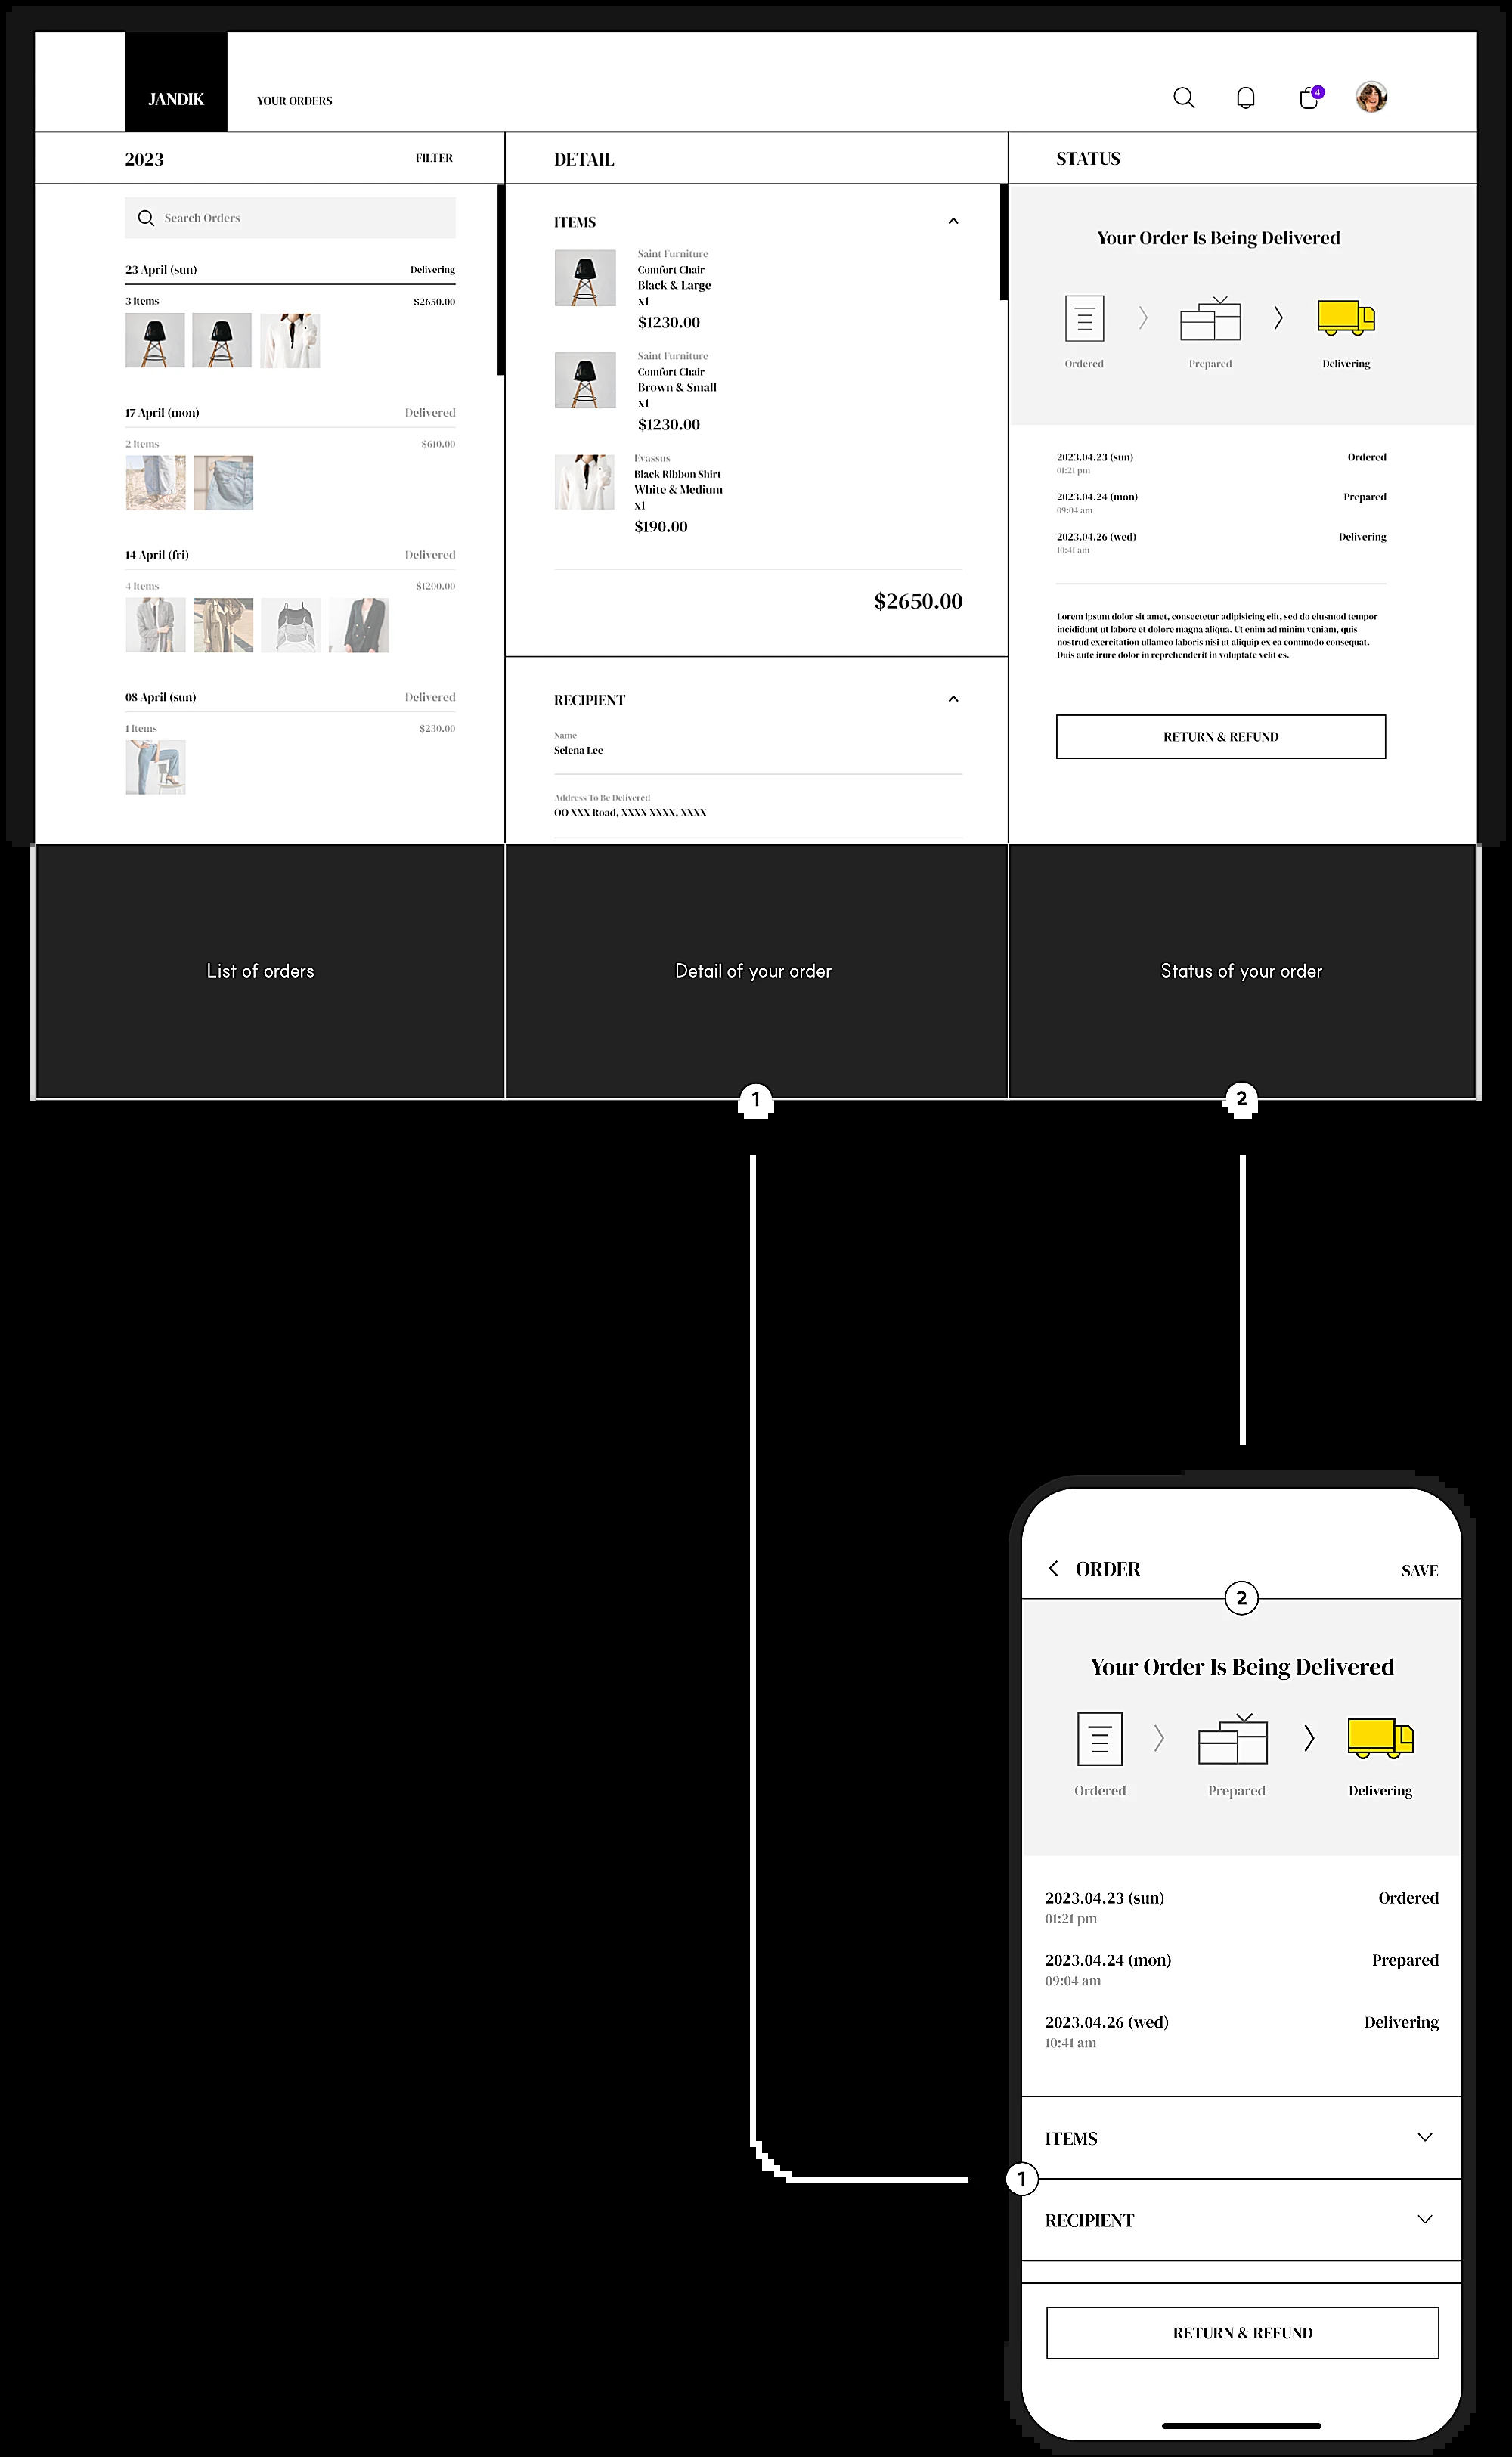 JANDIK
YOUR ORDERS
4
2023
FILTER
Search Orders
23 April (sun)
Delivering
3 Items
$2650.00
17 April (mon)
Delivered
2 Items
$610.00
14 April (fri)
Delivered
4 Items
$1200.00
08 April (sun)
Delivered
1 Items
$230.00
DETAIL
ITEMS
Saint Furniture
Comfort Chair
Black & Large
x1
$1230.00
Saint Furniture
Comfort Chair
Brown & Small
x1
$1230.00
Evassus
Black Ribbon Shirt
White & Medium
x1
$190.00
$2650.00
RECIPIENT
Name
Selena Lee
Address To Be Delivered
OO XXX Road, XXXX XXXX, XXXX
STATUS
Your Order Is Being Delivered
Ordered
Prepared
Delivering
2023.04.23 (sun)
Ordered
01:21 pm
2023.04.24 (mon)
Prepared
09:04 am
2023.04.26 (wed)
Delivering
10:41 am
Lorem ipsum dolor sit amet, consectetur adipisicing elit, sed do eiusmod tempor
incididunt ut labore et dolore magna aliqua. Ut enim ad minim veniam, quis
nostrud exercitation ullamco laboris nisi ut aliquip ex ea commodo consequat.
Duis aute irure dolor in reprehenderit in voluptate velit es.
RETURN & REFUND
List of orders
Detail of your order
Status of your order
1
2
ORDER
SAVE
2
Your Order Is Being Delivered
Ordered
Prepared
Delivering
2023.04.23 (sun)
Ordered
01:21 pm
2023.04.24 (mon)
Prepared
09:04 am
2023.04.26 (wed)
Delivering
10:41 am
ITEMS
1
RECIPIENT
RETURN & REFUND